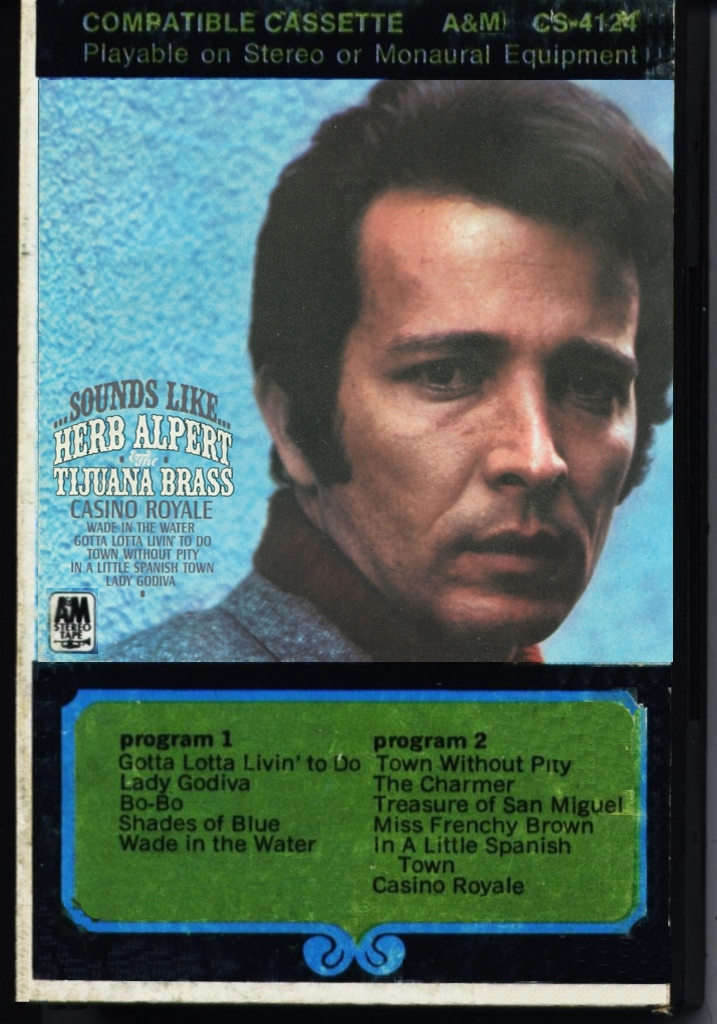 COMPATIBLE CASSETTE A&M CS-4124
Playable on Stereo or Monaural Equipment
...SOUNDS LIKE...
HERB ALPERT
& The
TIJUANA BRASS
CASINO ROYALE
WADE IN THE WATER
GOTTA LOTTA LIVIN' TO DO
TOWN WITHOUT PITY
IN A LITTLE SPANISH TOWN
LADY GODIVA
A&M
STEREO
TAPE
program 1
Gotta Lotta Livin' to Do
Lady Godiva
Bo-Bo
Shades of Blue
Wade in the Water
program 2
Town Without Pity
The Charmer
Treasure of San Miguel
Miss Frenchy Brown
In A Little Spanish
Town
Casino Royale